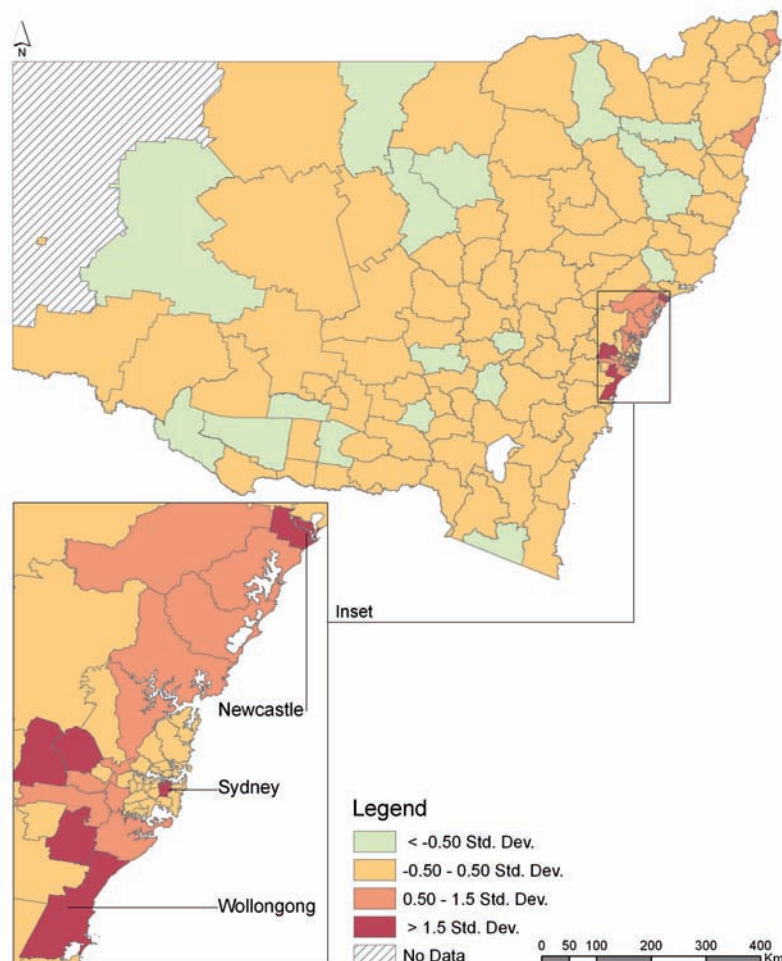 N
Inset
Newcastle
Sydney
Wollongong
Legend
< -0.50 Std. Dev.
-0.50 - 0.50 Std. Dev.
0.50 - 1.5 Std. Dev.
> 1.5 Std. Dev.
No Data
0 50 100 200 300 400
Km